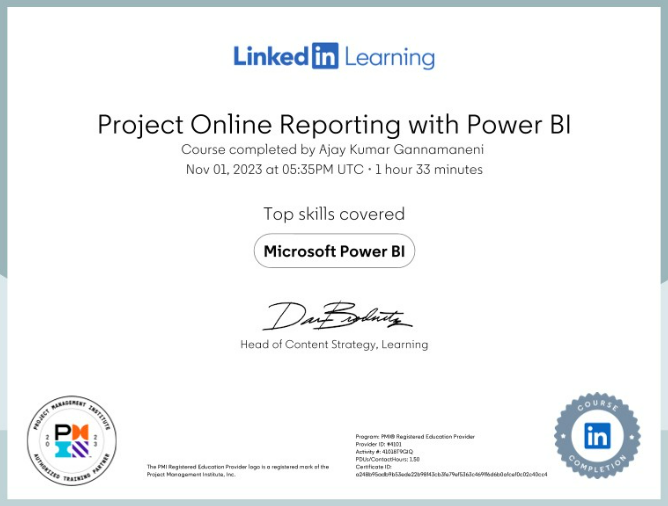 Linked in Learning
Project Online Reporting with Power BI
Course completed by Ajay Kumar Gannamaneni
Nov 01, 2023 at 05:35PM UTC • 1 hour 33 minutes
Top skills covered
Microsoft Power BI
Head of Content Strategy, Learning
PROJECT MANAGEMENT INSTITUTE
20 23
PMI
AUTHORIZED TRAINING PARTNER
The PMI Registered Education Provider logo is a registered mark of the
Project Management Institute, Inc.
Program: PMI® Registered Education Provider
Provider ID: #4101
Activity #: 4101BT9GIQ
PDUs/ContactHours: 1.50
Certificate ID:
COURSE
in
COMPLETION